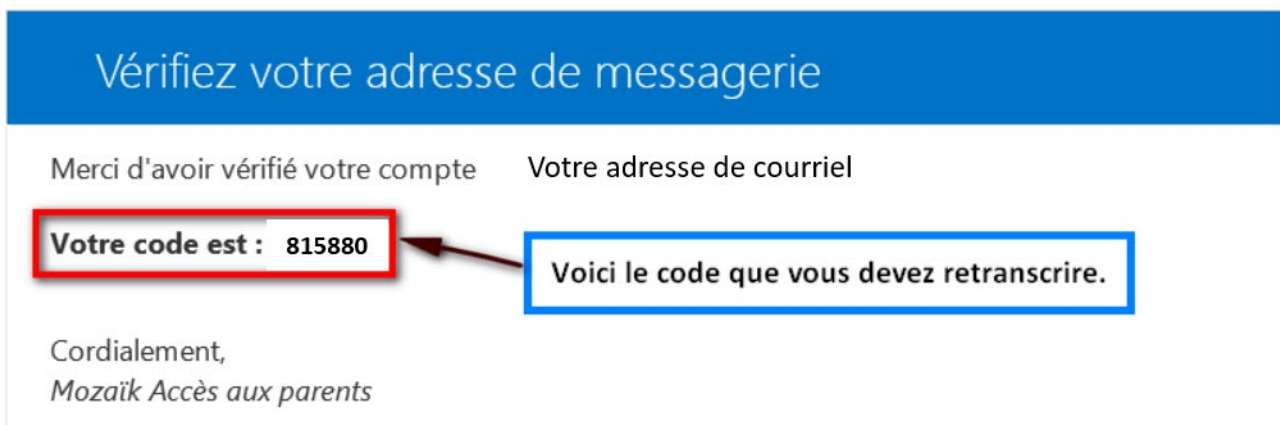 Vérifiez votre adresse de messagerie
Merci d'avoir vérifié votre compte Votre adresse de courriel
Votre code est : 815880
Voici le code que vous devez retranscrire.
Cordialement,
Mozaïk Accès aux parents